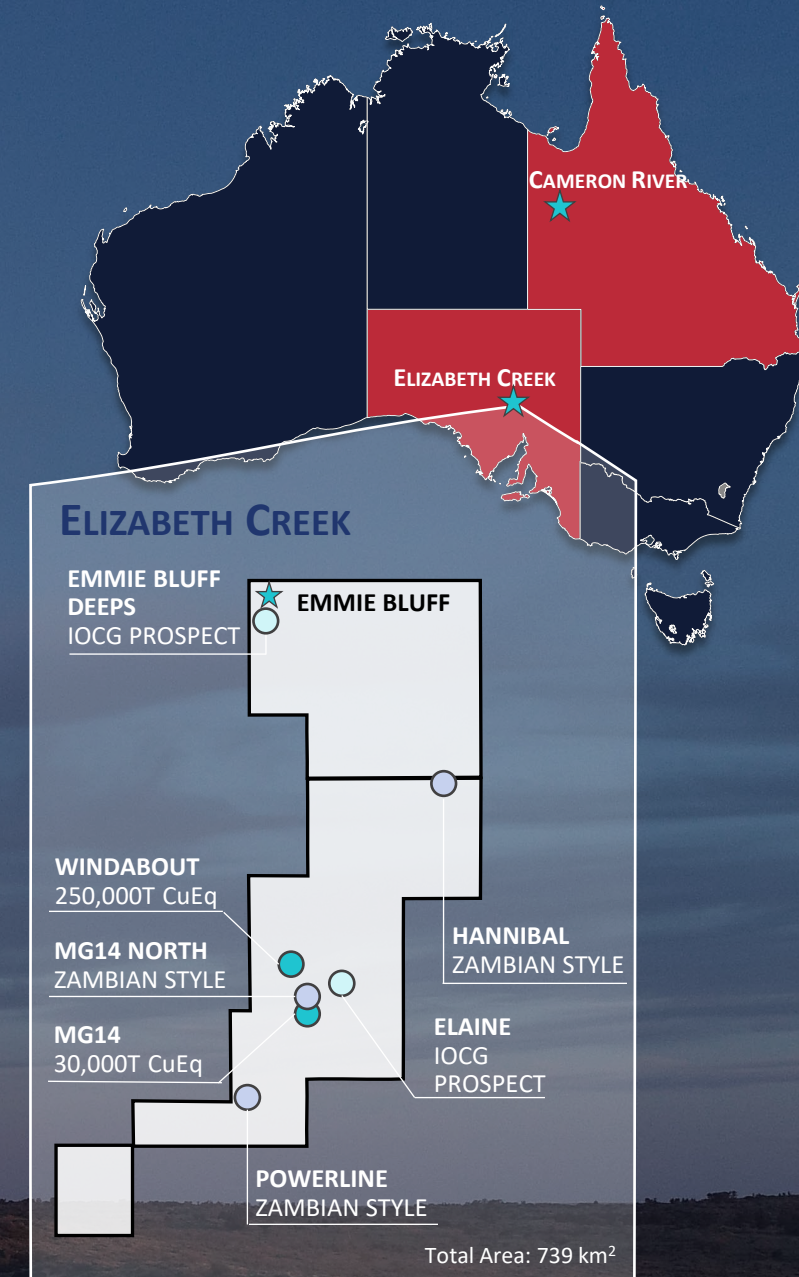 CAMERON RIVER
ELIZABETH CREEK
ELIZABETH CREEK
EMMIE BLUFF
DEEPS
IOCG PROSPECT
EMMIE BLUFF
WINDABOUT
250,000T CuEq
MG14 NORTH
ZAMBIAN STYLE
MG14
30,000T CuEq
HANNIBAL
ZAMBIAN STYLE
ELAINE
IOCG
PROSPECT
POWERLINE
ZAMBIAN STYLE
Total Area: 739 km²